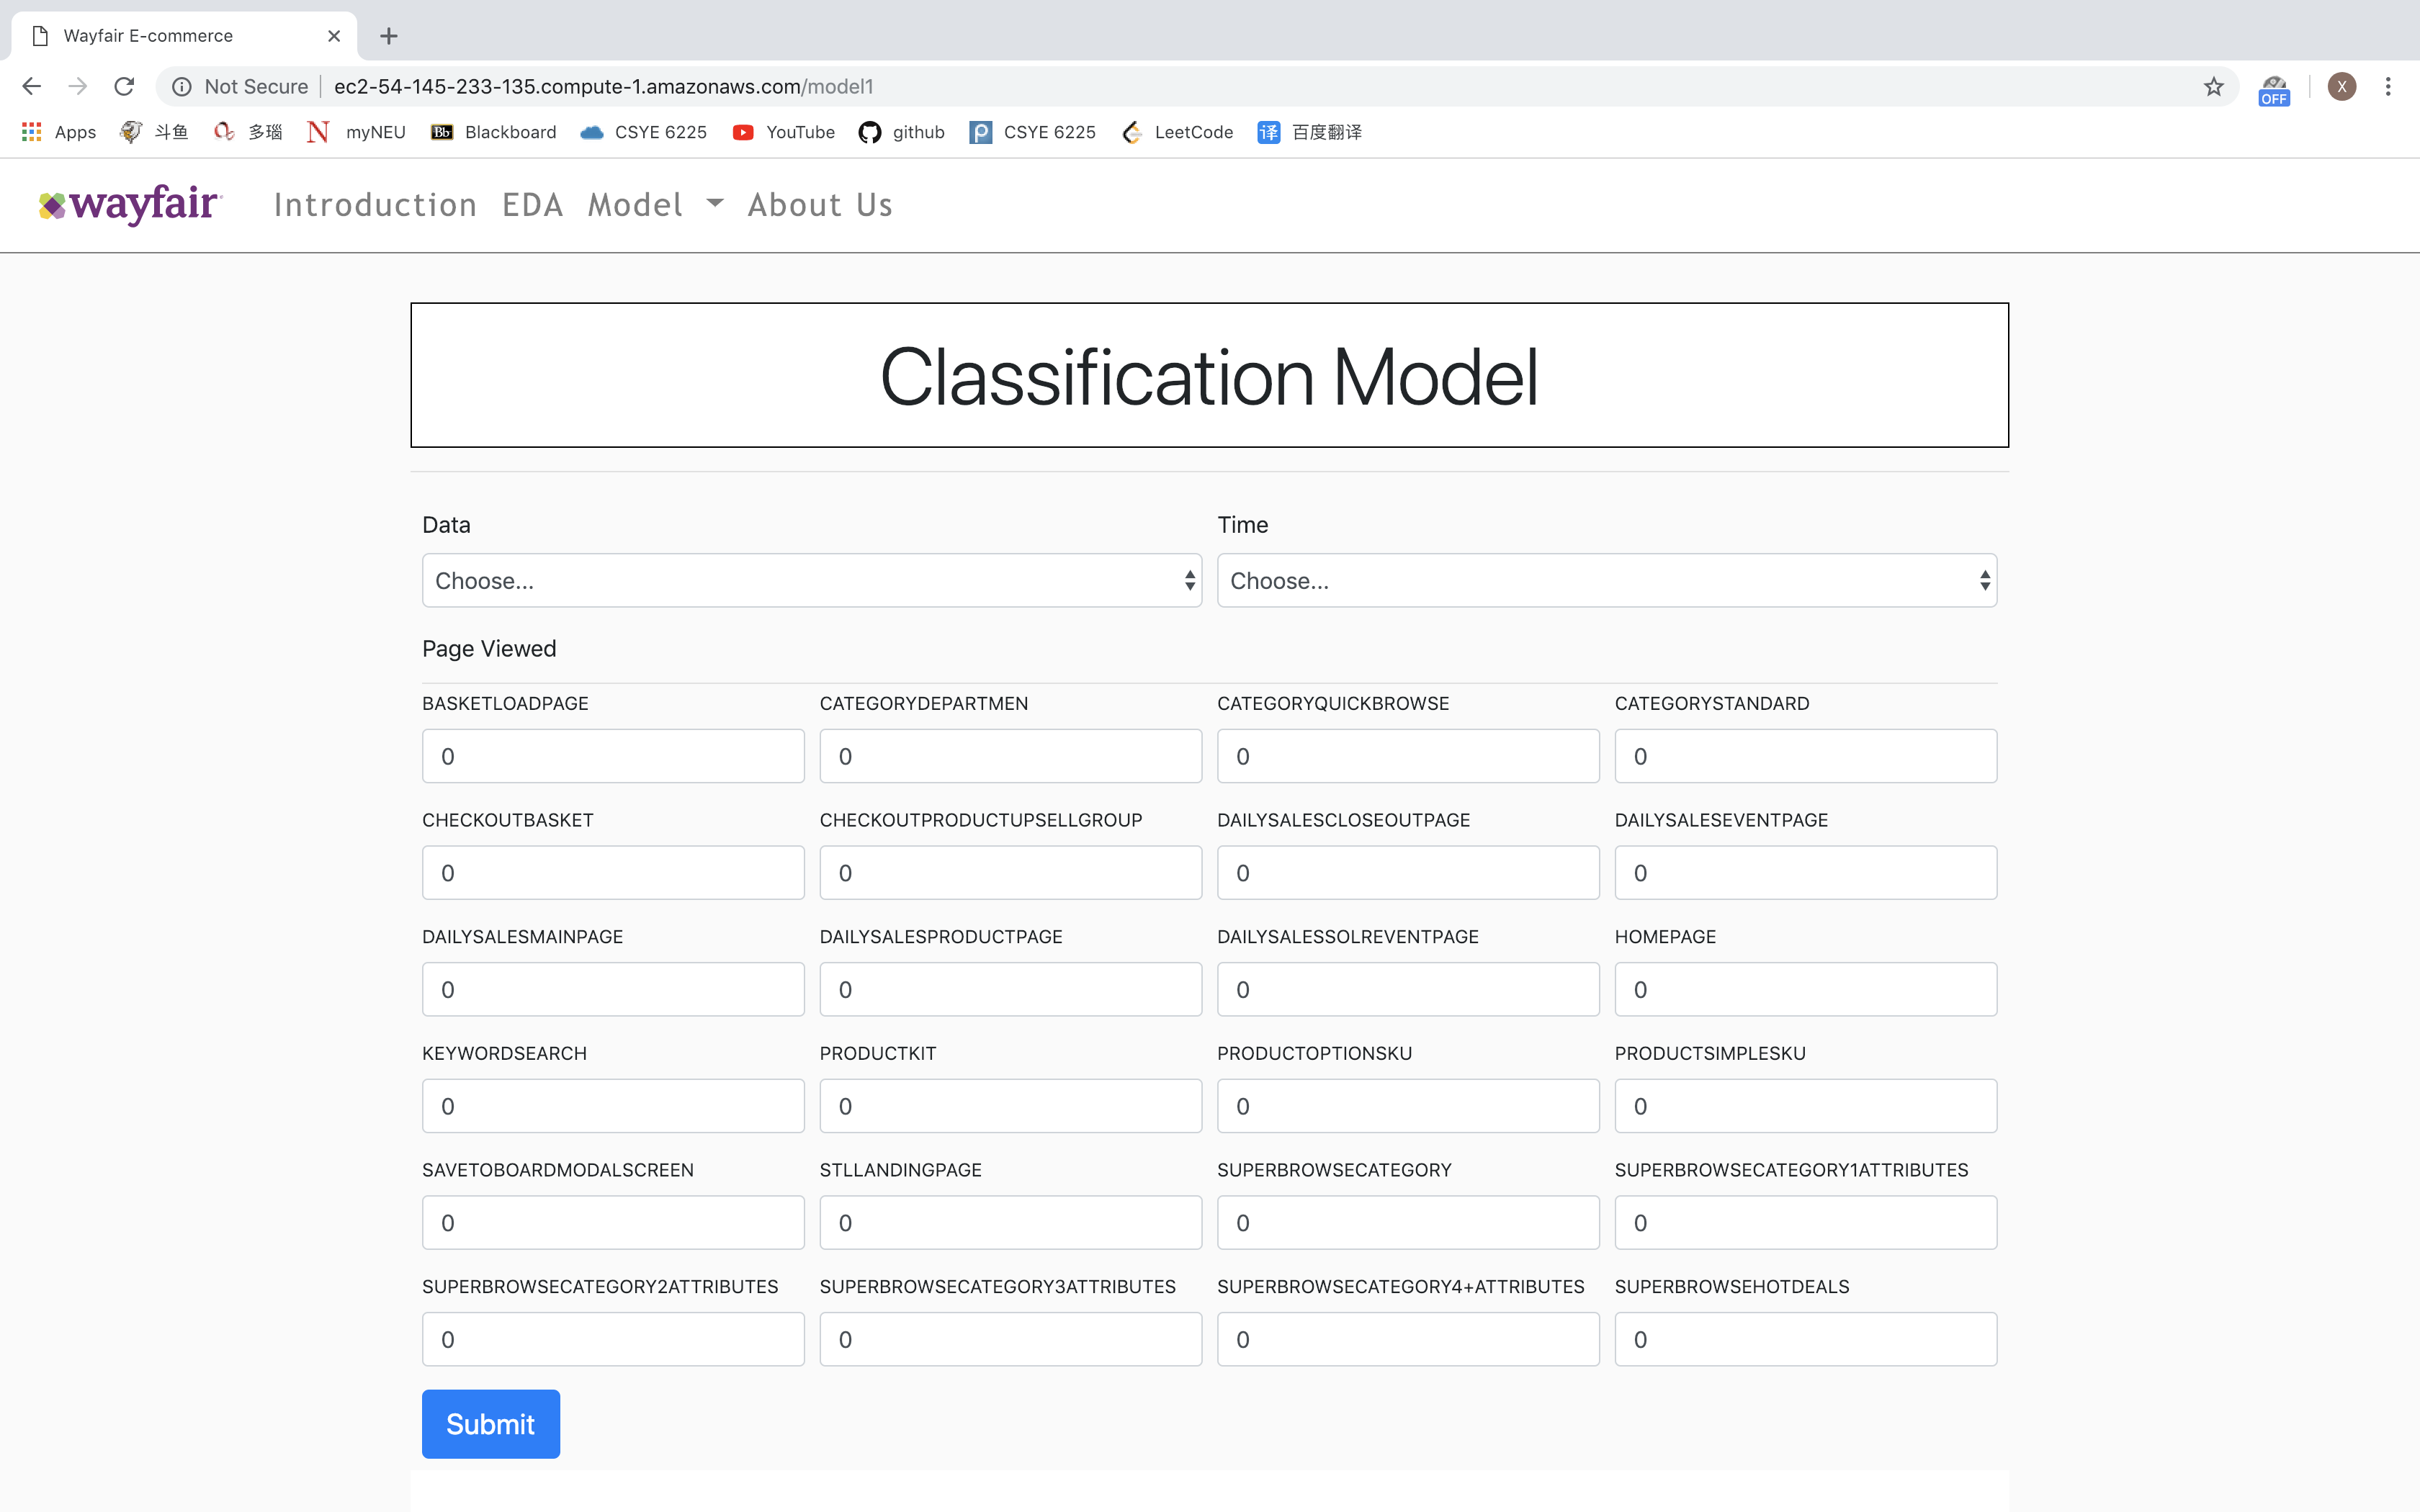 Wayfair E-commerce
Not Secure ec2-54-145-233-135.compute-1.amazonaws.com/model1 OFF X
Apps 斗鱼 多瑙 N myNEU Bb Blackboard CSYE 6225 YouTube github p CSYE 6225 LeetCode 译 百度翻译
wayfair Introduction EDA Model About Us
Classification Model
Data Time
Choose... Choose...
Page Viewed
BASKETLOADPAGE CATEGORYDEPARTMEN CATEGORYQUICKBROWSE CATEGORYSTANDARD
0 0 0 0
CHECKOUTBASKET CHECKOUTPRODUCTUPSELLGROUP DAILYSALESCLOSEOUTPAGE DAILYSALESEVENTPAGE
0 0 0 0
DAILYSALESMAINPAGE DAILYSALESPRODUCTPAGE DAILYSALESSOLREVENTPAGE HOMEPAGE
0 0 0 0
KEYWORDSEARCH PRODUCTKIT PRODUCTOPTIONSKU PRODUCTSIMPLESKU
0 0 0 0
SAVETOBOARDMODALSCREEN STLLANDINGPAGE SUPERBROWSECATEGORY SUPERBROWSECATEGORY1ATTRIBUTES
0 0 0 0
SUPERBROWSECATEGORY2ATTRIBUTES SUPERBROWSECATEGORY3ATTRIBUTES SUPERBROWSECATEGORY4+ATTRIBUTES SUPERBROWSEHOTDEALS
0 0 0 0
Submit